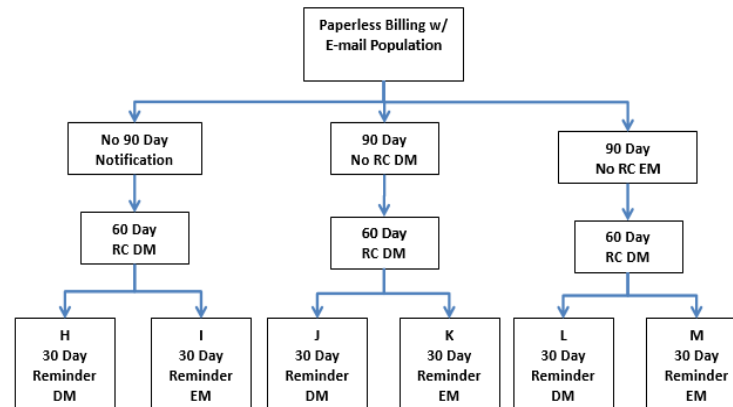 Paperless Billing w/
E-mail Population
No 90 Day
Notification
90 Day
No RC DM
90 Day
No RC EM
60 Day
RC DM
60 Day
RC DM
60 Day
RC DM
H
30 Day
Reminder
DM
I
30 Day
Reminder
EM
J
30 Day
Reminder
DM
K
30 Day
Reminder
EM
L
30 Day
Reminder
DM
M
30 Day
Reminder
EM